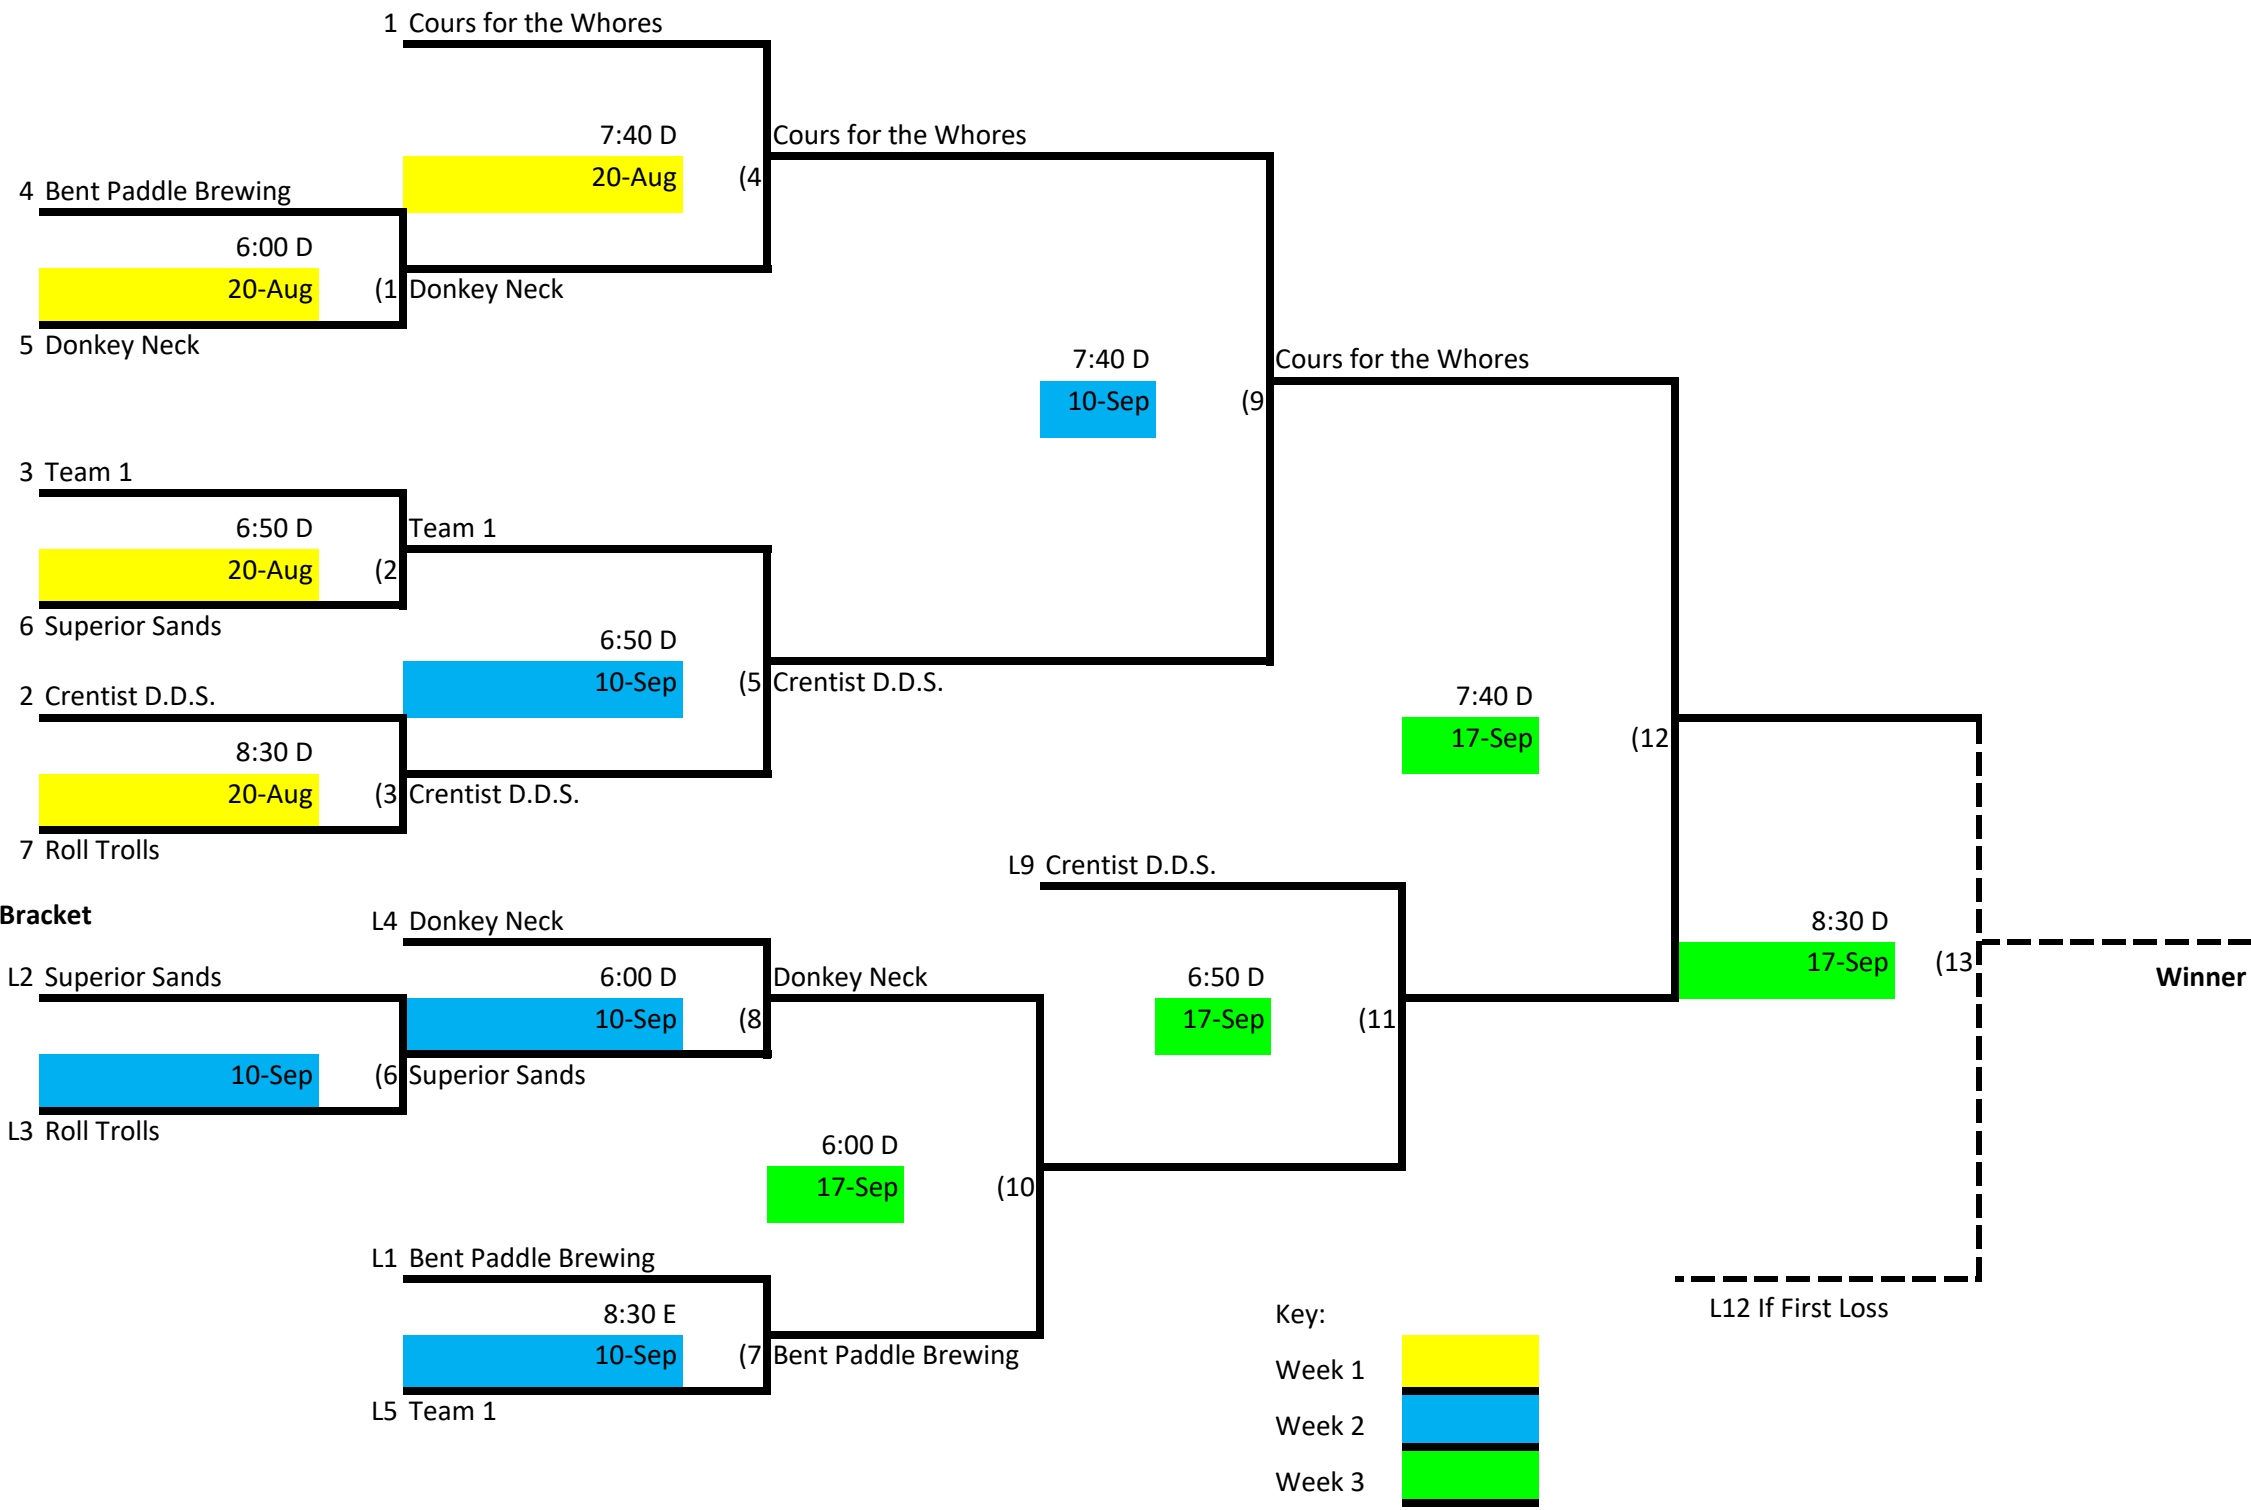 1 Cours for the Whores
7:40 D
Cours for the Whores
20-Aug (4
4 Bent Paddle Brewing
6:00 D
20-Aug (1 Donkey Neck
5 Donkey Neck
7:40 D
Cours for the Whores
10-Sep (9
3 Team 1
6:50 D
Team 1
20-Aug (2
6 Superior Sands
6:50 D
10-Sep (5 Crentist D.D.S.
2 Crentist D.D.S.
7:40 D
17-Sep (12
8:30 D
20-Aug (3 Crentist D.D.S.
7 Roll Trolls
L9 Crentist D.D.S.
Bracket
L4 Donkey Neck
8:30 D
17-Sep (13
Winner
L2 Superior Sands
6:00 D
Donkey Neck
6:50 D
10-Sep (8
17-Sep (11
10-Sep (6 Superior Sands
L3 Roll Trolls
6:00 D
17-Sep (10
L1 Bent Paddle Brewing
8:30 E
Key:
L12 If First Loss
10-Sep (7 Bent Paddle Brewing
Week 1
L5 Team 1
Week 2
Week 3